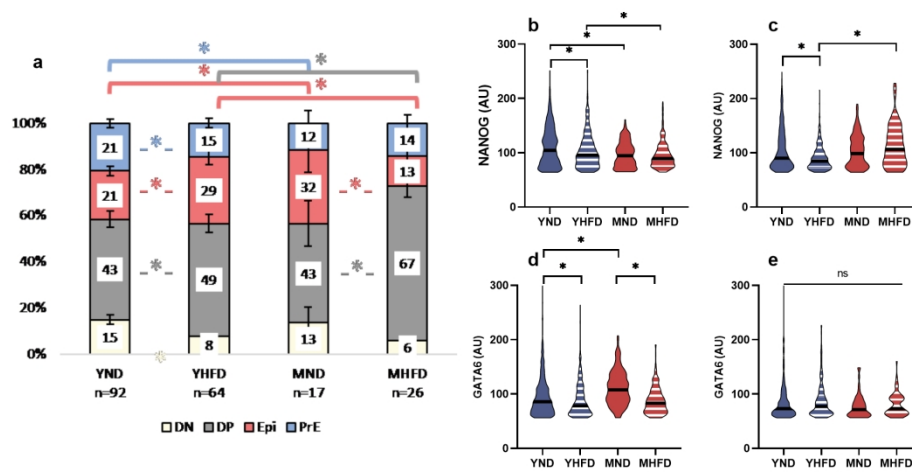 a
*
*
*
*
100%
80%
60%
40%
20%
0%
21
21
43
15
*
*
*
*
15
29
49
8
12
32
43
13
*
*
14
13
67
6
YND
YHFD
MND
MHFD
n=92
n=64
n=17
n=26
DN DP Epi PrE
b
NANOG (AU)
300
200
100
0
*
*
*
YND YHFD MND MHFD
c
NANOG (AU)
300
200
100
0
*
*
YND YHFD MND MHFD
d
GATA6 (AU)
300
200
100
0
*
*
*
YND YHFD MND MHFD
e
GATA6 (AU)
300
200
100
0
ns
YND YHFD MND MHFD